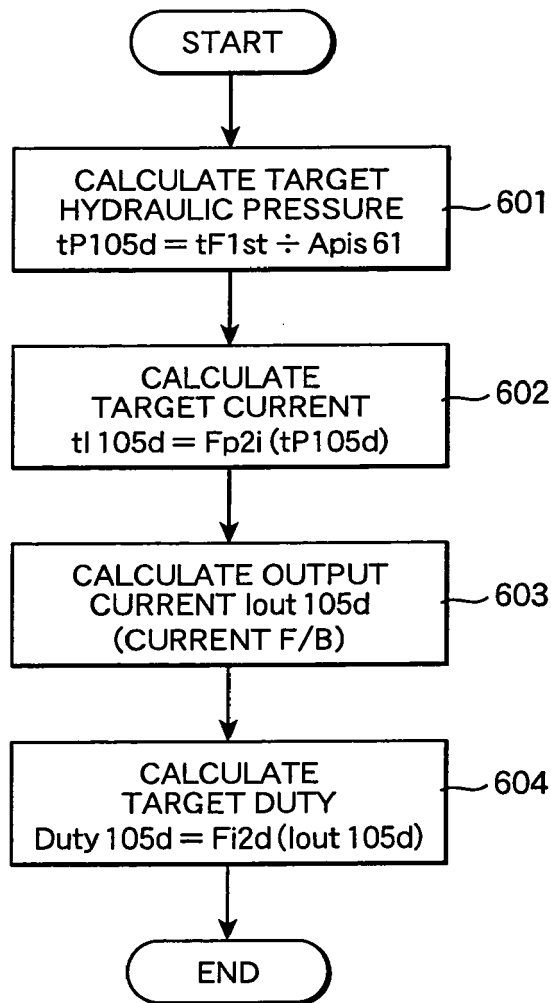 START
CALCULATE TARGET
HYDRAULIC PRESSURE
tP105d = tF1st ÷ Apis 61
601
CALCULATE
TARGET CURRENT
tI 105d = Fp2i (tP105d)
602
CALCULATE OUTPUT
CURRENT Iout 105d
(CURRENT F/B)
603
CALCULATE
TARGET DUTY
Duty 105d = Fi2d (Iout 105d)
604
END